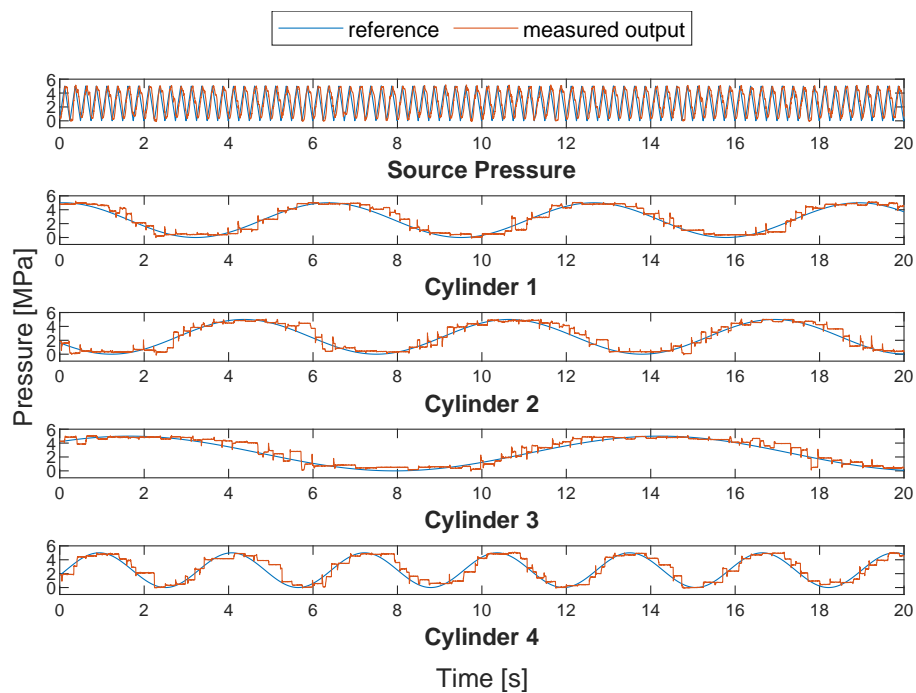 reference measured output
6
4
2
0
0 2 4 6 8 10 12 14 16 18 20
Source Pressure
6
4
2
0
0 2 4 6 8 10 12 14 16 18 20
Cylinder 1
6
4
2
0
0 2 4 6 8 10 12 14 16 18 20
Cylinder 2
6
4
2
0
0 2 4 6 8 10 12 14 16 18 20
Cylinder 3
6
4
2
0
0 2 4 6 8 10 12 14 16 18 20
Cylinder 4
Pressure [MPa]
Time [s]